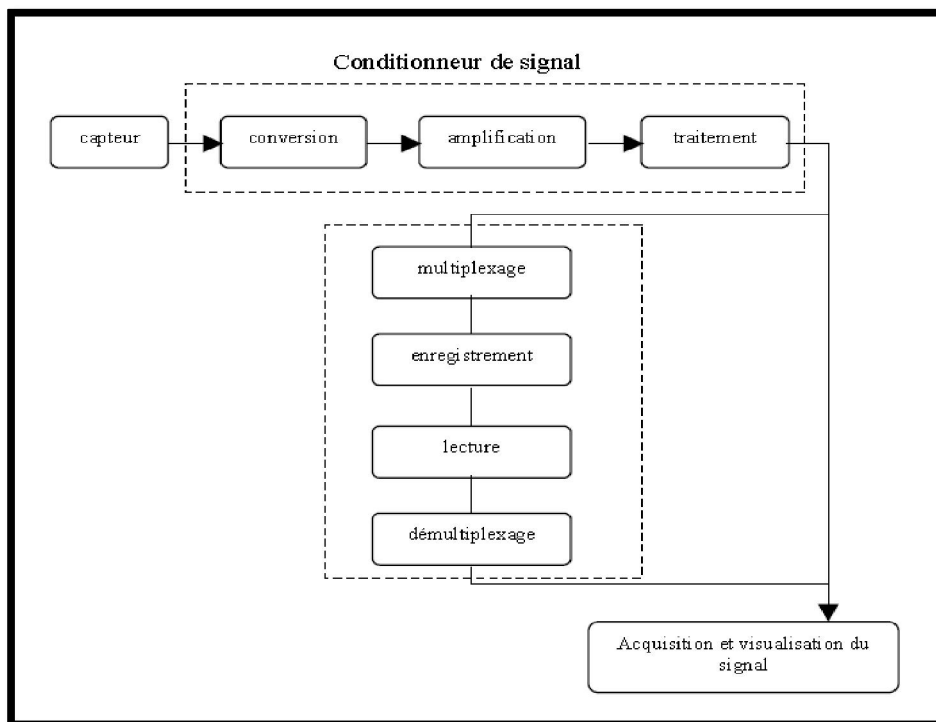 Conditionneur de signal
capteur
conversion
amplification
traitement
multiplexage
enregistrement
lecture
démultiplexage
Acquisition et visualisation du
signal